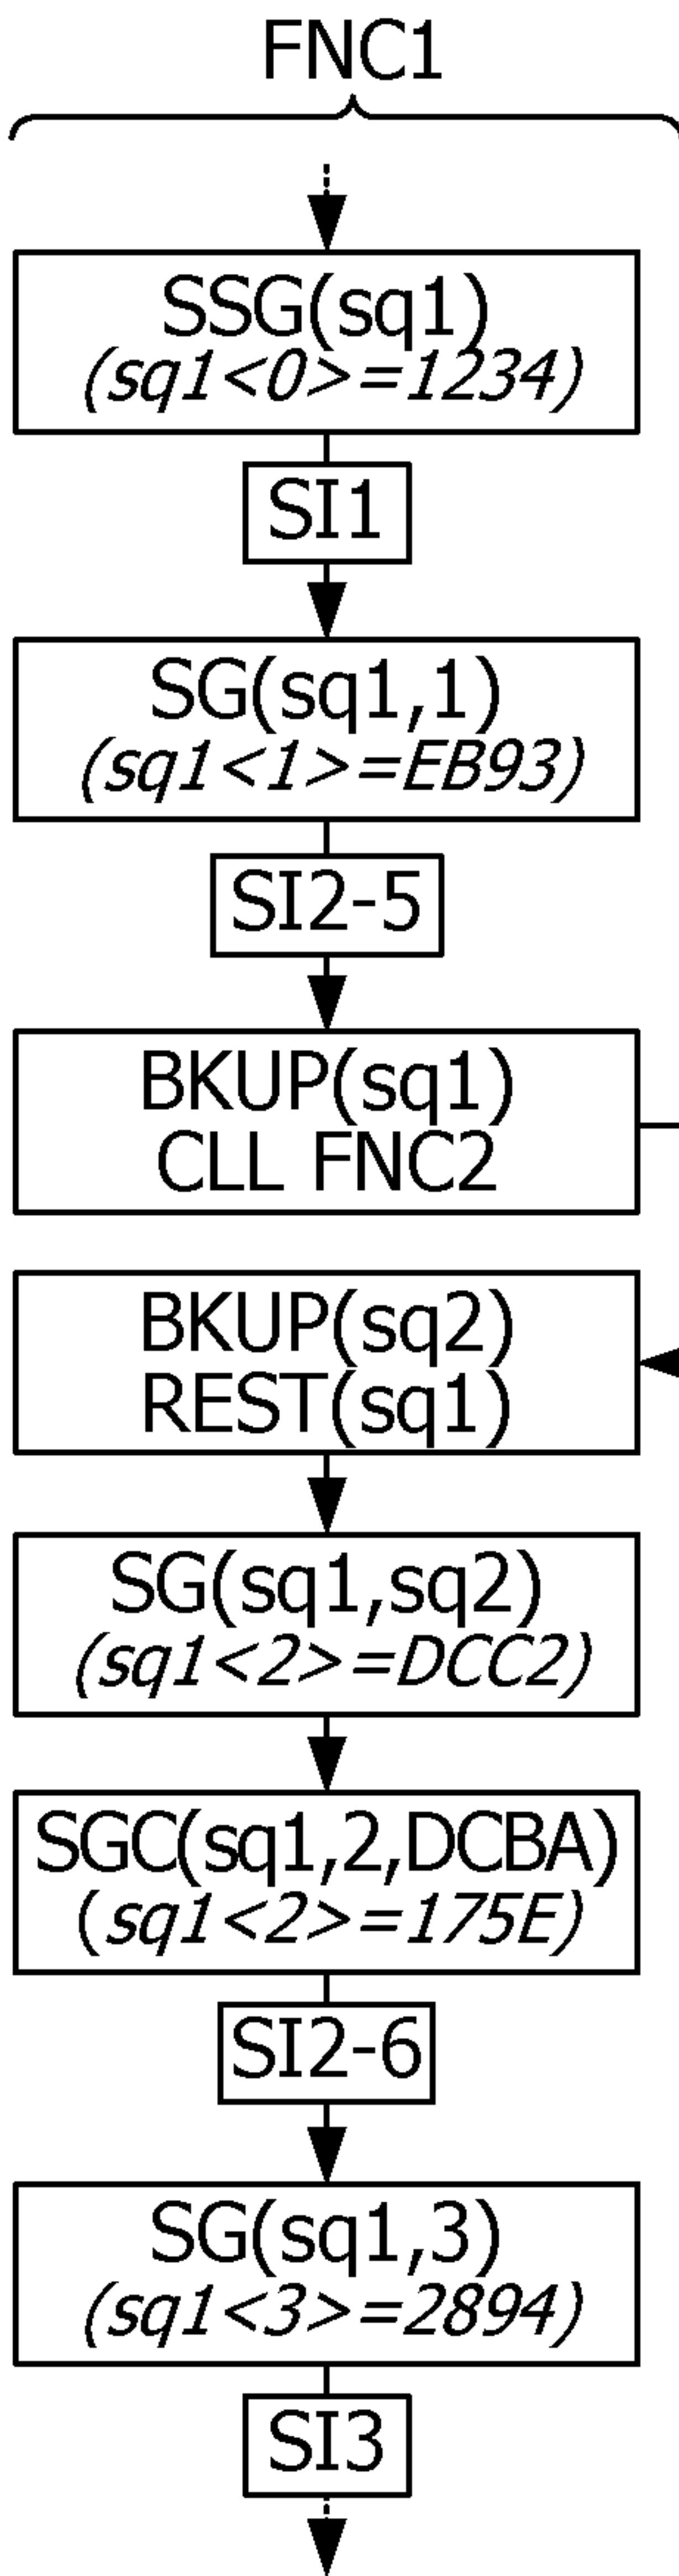 FNC1
SSG(sq1)
(sq1<0>=1234)
SI1
SG(sq1,1)
(sq1<1>=EB93)
SI2-5
BKUP(sq1)
CLL FNC2
BKUP(sq2)
REST(sq1)
SG(sq1,sq2)
(sq1<2>=DCC2)
SGC(sq1,2,DCBA)
(sq1<2>=175E)
SI2-6
SG(sq1,3)
(sq1<3>=2894)
SI3